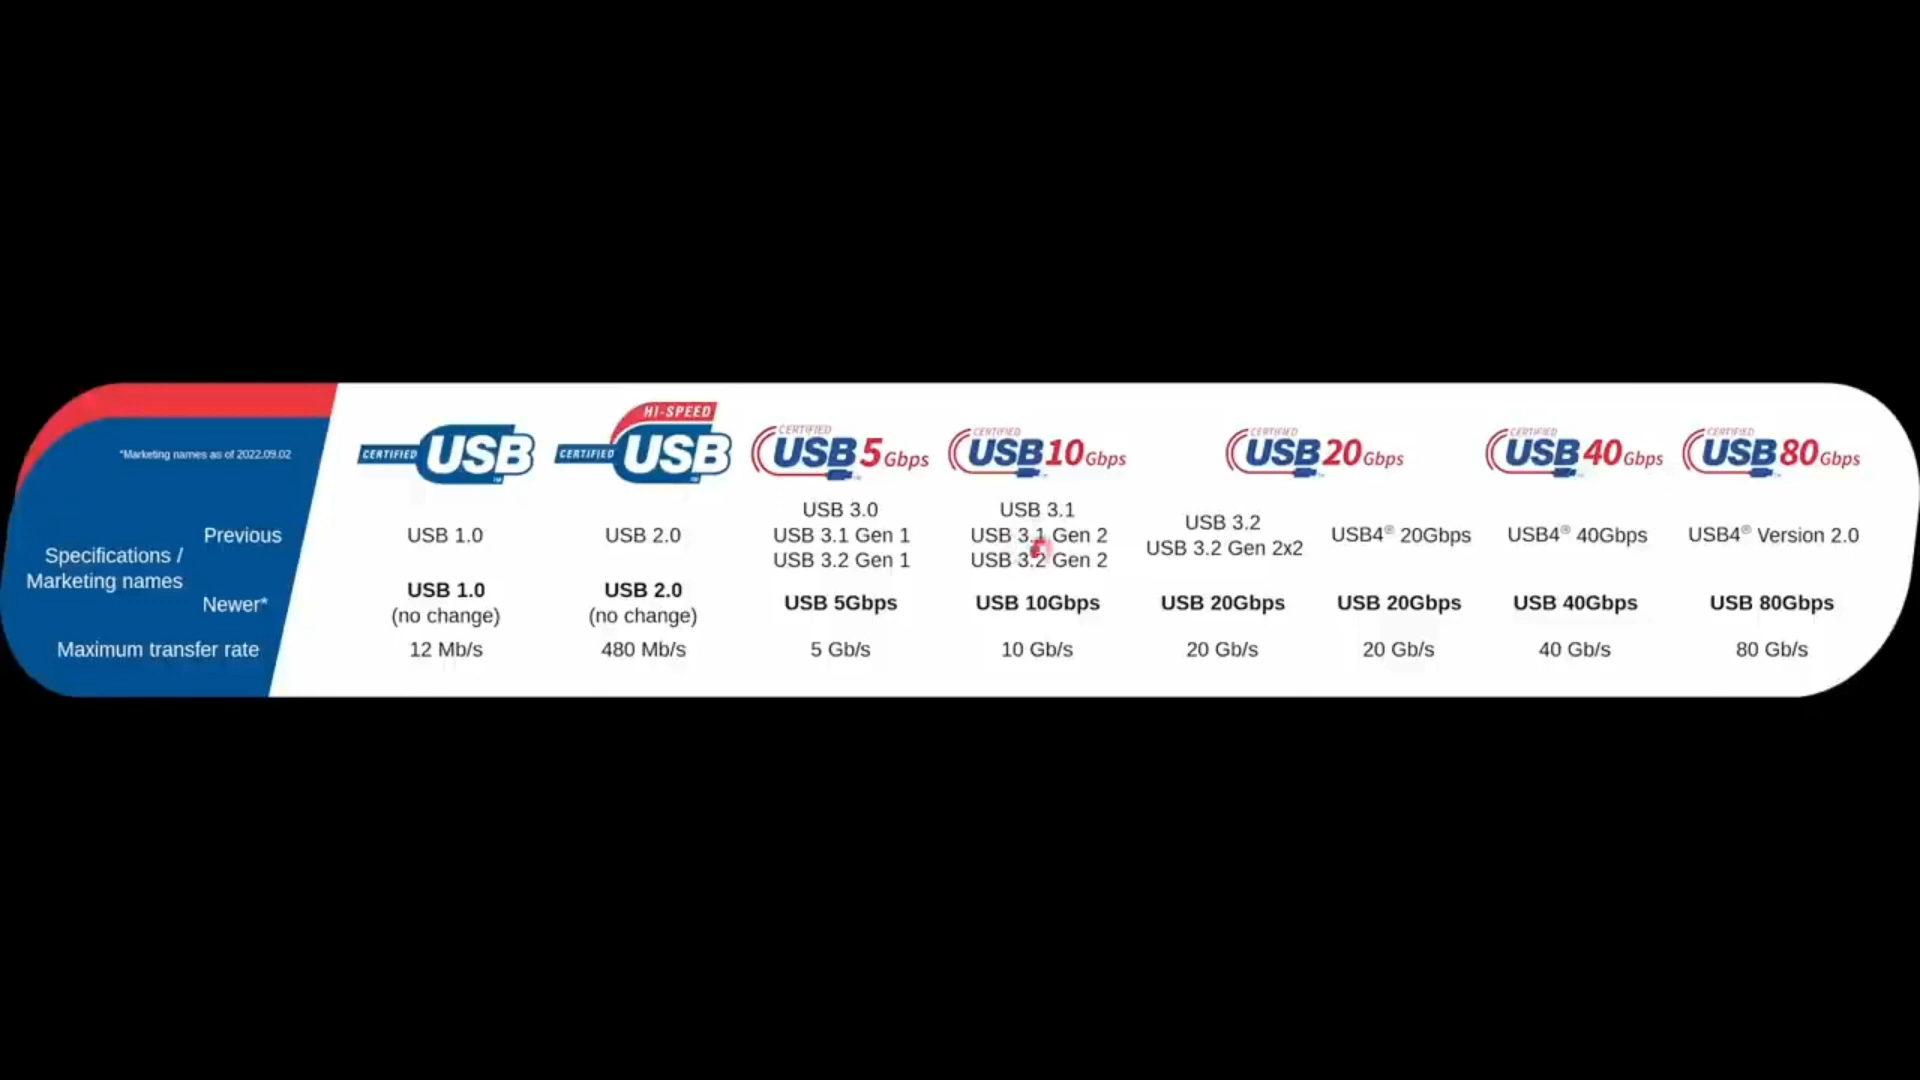 *Marketing names as of 2022.09.02
CERTIFIED USB™
HI-SPEED CERTIFIED USB™
CERTIFIED USB 5Gbps
CERTIFIED USB 10Gbps
CERTIFIED USB 20Gbps
CERTIFIED USB 40Gbps
CERTIFIED USB 80Gbps
Specifications /
Marketing names
Previous
USB 1.0
USB 2.0
USB 3.0
USB 3.1 Gen 1
USB 3.2 Gen 1
USB 3.1
USB 3.1 Gen 2
USB 3.2 Gen 2
USB 3.2
USB 3.2 Gen 2x2
USB4® 20Gbps
USB4® 40Gbps
USB4® Version 2.0
Newer*
USB 1.0
(no change)
USB 2.0
(no change)
USB 5Gbps
USB 10Gbps
USB 20Gbps
USB 20Gbps
USB 40Gbps
USB 80Gbps
Maximum transfer rate
12 Mb/s
480 Mb/s
5 Gb/s
10 Gb/s
20 Gb/s
20 Gb/s
40 Gb/s
80 Gb/s